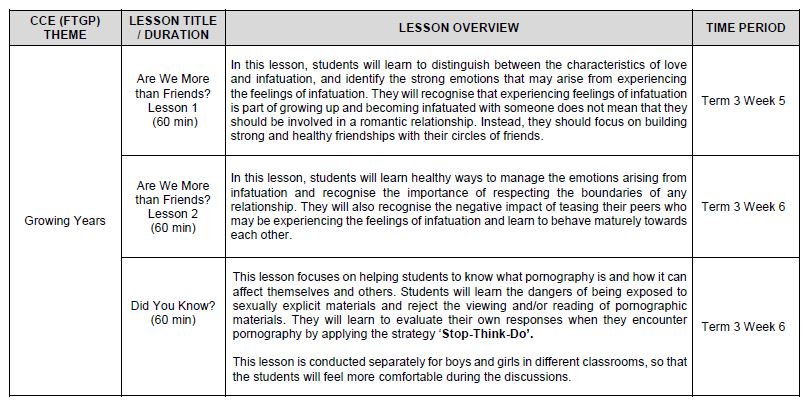 CCE (FTGP)
THEME
LESSON TITLE
/ DURATION
LESSON OVERVIEW
TIME PERIOD
Growing Years
Are We More
than Friends?
Lesson 1
(60 min)
In this lesson, students will learn to distinguish between the characteristics of love
and infatuation, and identify the strong emotions that may arise from experiencing
the feelings of infatuation. They will recognise that experiencing feelings of infatuation
is part of growing up and becoming infatuated with someone does not mean that they
should be involved in a romantic relationship. Instead, they should focus on building
strong and healthy friendships with their circles of friends.
Term 3 Week 5
Are We More
than Friends?
Lesson 2
(60 min)
In this lesson, students will learn healthy ways to manage the emotions arising from
infatuation and recognise the importance of respecting the boundaries of any
relationship. They will also recognise the negative impact of teasing their peers who
may be experiencing the feelings of infatuation and learn to behave maturely towards
each other.
Term 3 Week 6
Did You Know?
(60 min)
This lesson focuses on helping students to know what pornography is and how it can
affect themselves and others. Students will learn the dangers of being exposed to
sexually explicit materials and reject the viewing and/or reading of pornographic
materials. They will learn to evaluate their own responses when they encounter
pornography by applying the strategy ‘Stop-Think-Do’.
This lesson is conducted separately for boys and girls in different classrooms, so that
the students will feel more comfortable during the discussions.
Term 3 Week 6